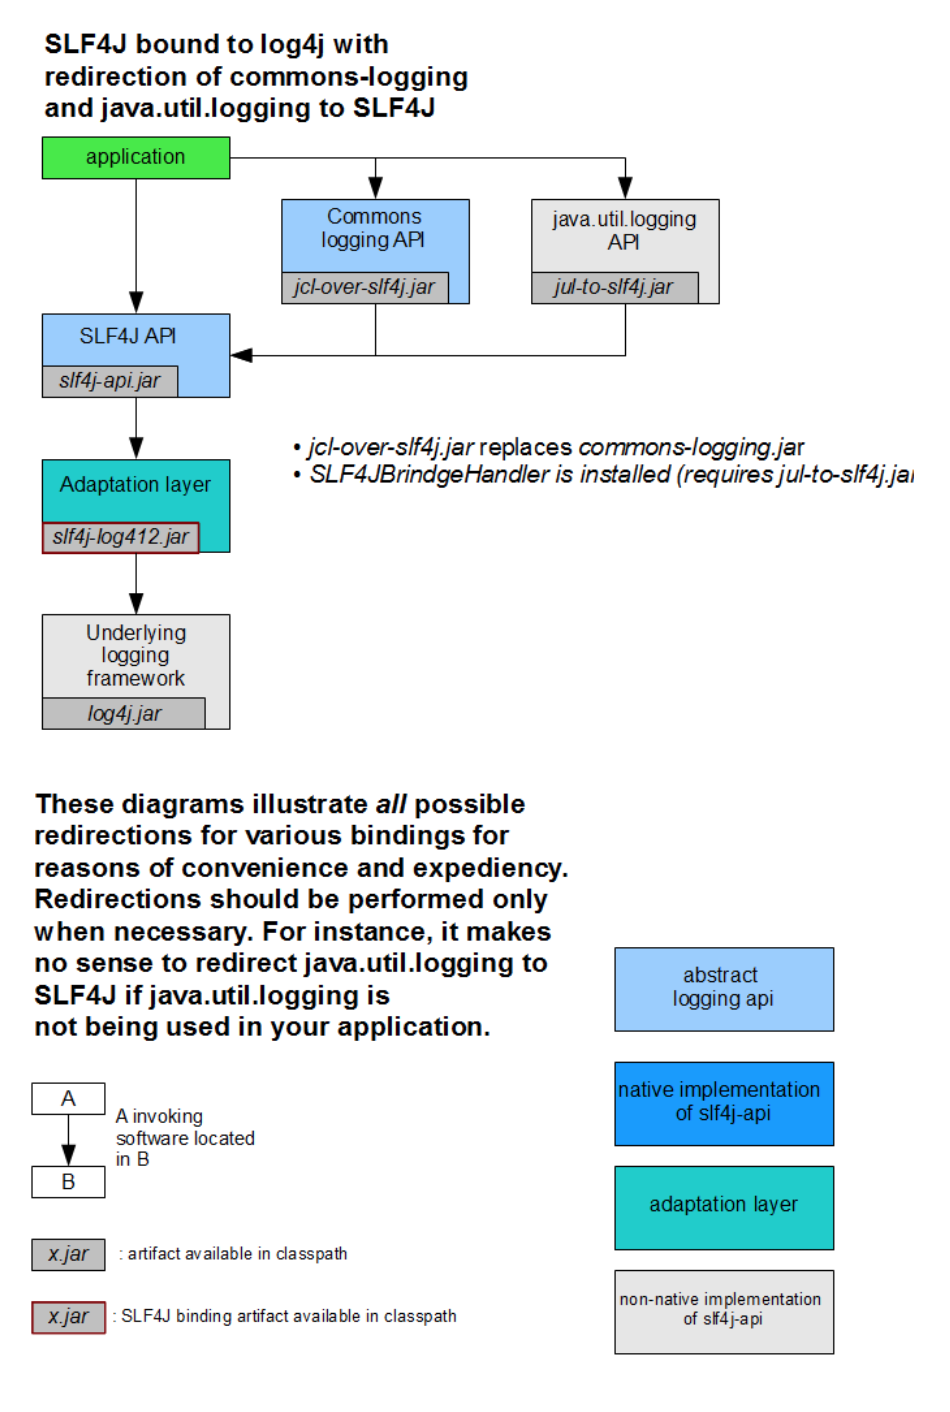 SLF4J bound to log4j with
redirection of commons-logging
and java.util.logging to SLF4J
application
Commons
logging API
jcl-over-slf4j.jar
java.util.logging
API
jul-to-slf4j.jar
SLF4J API
slf4j-api.jar
• jcl-over-slf4j.jar replaces commons-logging.jar
• SLF4JBrindgeHandler is installed (requires jul-to-slf4j.jar
Adaptation layer
slf4j-log412.jar
Underlying
logging
framework
log4j.jar
These diagrams illustrate all possible
redirections for various bindings for
reasons of convenience and expediency.
Redirections should be performed only
when necessary. For instance, it makes
no sense to redirect java.util.logging to
SLF4J if java.util.logging is
not being used in your application.
abstract
logging api
native implementation
of slf4j-api
adaptation layer
non-native implementation
of slf4j-api
A
A invoking
software located
in B
B
x.jar : artifact available in classpath
x.jar : SLF4J binding artifact available in classpath